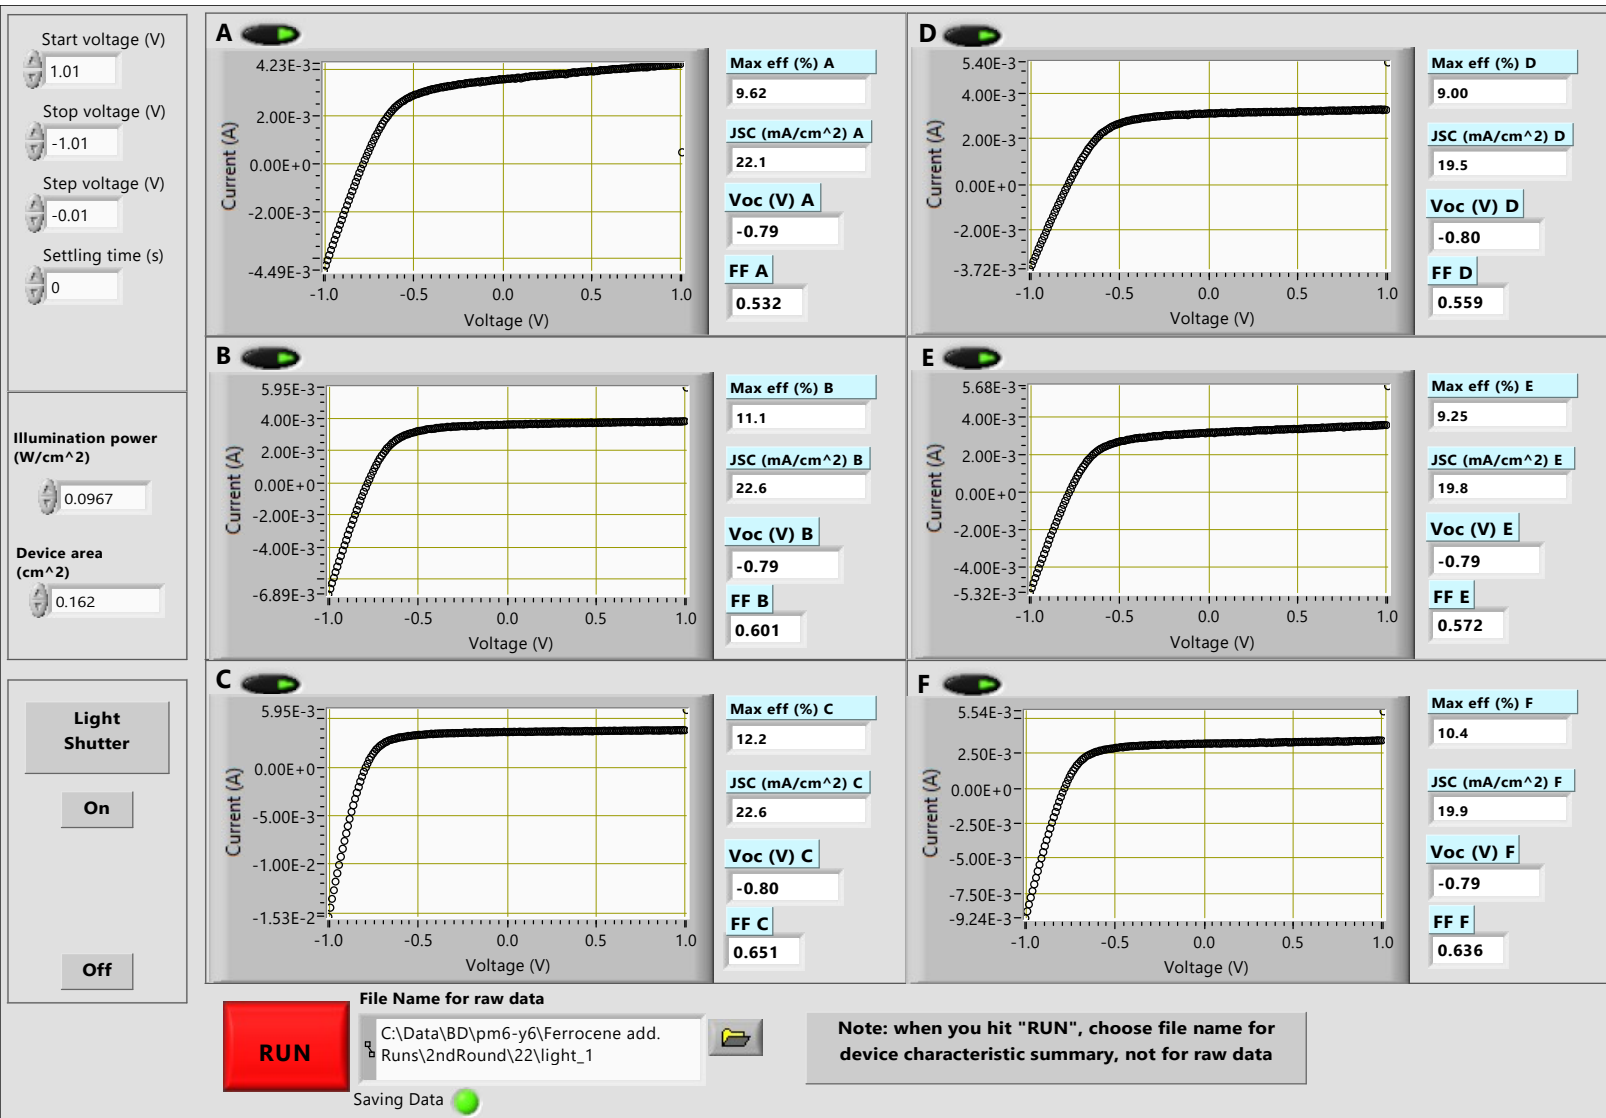 Start voltage (V)
1.01
Stop voltage (V)
-1.01
Step voltage (V)
-0.01
Settling time (s)
0
Illumination power
(W/cm^2)
0.0967
Device area
(cm^2)
0.162
Light
Shutter
On
Off
A
4.23E-3
2.00E-3
0.00E+0
-2.00E-3
-4.49E-3
Current (A)
-1.0 -0.5 0.0 0.5 1.0
Voltage (V)
Max eff (%) A
9.62
JSC (mA/cm^2) A
22.1
Voc (V) A
-0.79
FF A
0.532
D
5.40E-3
4.00E-3
2.00E-3
0.00E+0
-2.00E-3
-3.72E-3
Current (A)
-1.0 -0.5 0.0 0.5 1.0
Voltage (V)
Max eff (%) D
9.00
JSC (mA/cm^2) D
19.5
Voc (V) D
-0.80
FF D
0.559
B
5.95E-3
4.00E-3
2.00E-3
0.00E+0
-2.00E-3
-4.00E-3
-6.89E-3
Current (A)
-1.0 -0.5 0.0 0.5 1.0
Voltage (V)
Max eff (%) B
11.1
JSC (mA/cm^2) B
22.6
Voc (V) B
-0.79
FF B
0.601
E
5.68E-3
4.00E-3
2.00E-3
0.00E+0
-2.00E-3
-4.00E-3
-5.32E-3
Current (A)
-1.0 -0.5 0.0 0.5 1.0
Voltage (V)
Max eff (%) E
9.25
JSC (mA/cm^2) E
19.8
Voc (V) E
-0.79
FF E
0.572
C
5.95E-3
0.00E+0
-5.00E-3
-1.00E-2
-1.53E-2
Current (A)
-1.0 -0.5 0.0 0.5 1.0
Voltage (V)
Max eff (%) C
12.2
JSC (mA/cm^2) C
22.6
Voc (V) C
-0.80
FF C
0.651
F
5.54E-3
2.50E-3
0.00E+0
-2.50E-3
-5.00E-3
-7.50E-3
-9.24E-3
Current (A)
-1.0 -0.5 0.0 0.5 1.0
Voltage (V)
Max eff (%) F
10.4
JSC (mA/cm^2) F
19.9
Voc (V) F
-0.79
FF F
0.636
RUN
File Name for raw data
C:\Data\BD\pm6-y6\Ferrocene add.
Runs\2ndRound\22\light_1
Saving Data
Note: when you hit "RUN", choose file name for
device characteristic summary, not for raw data